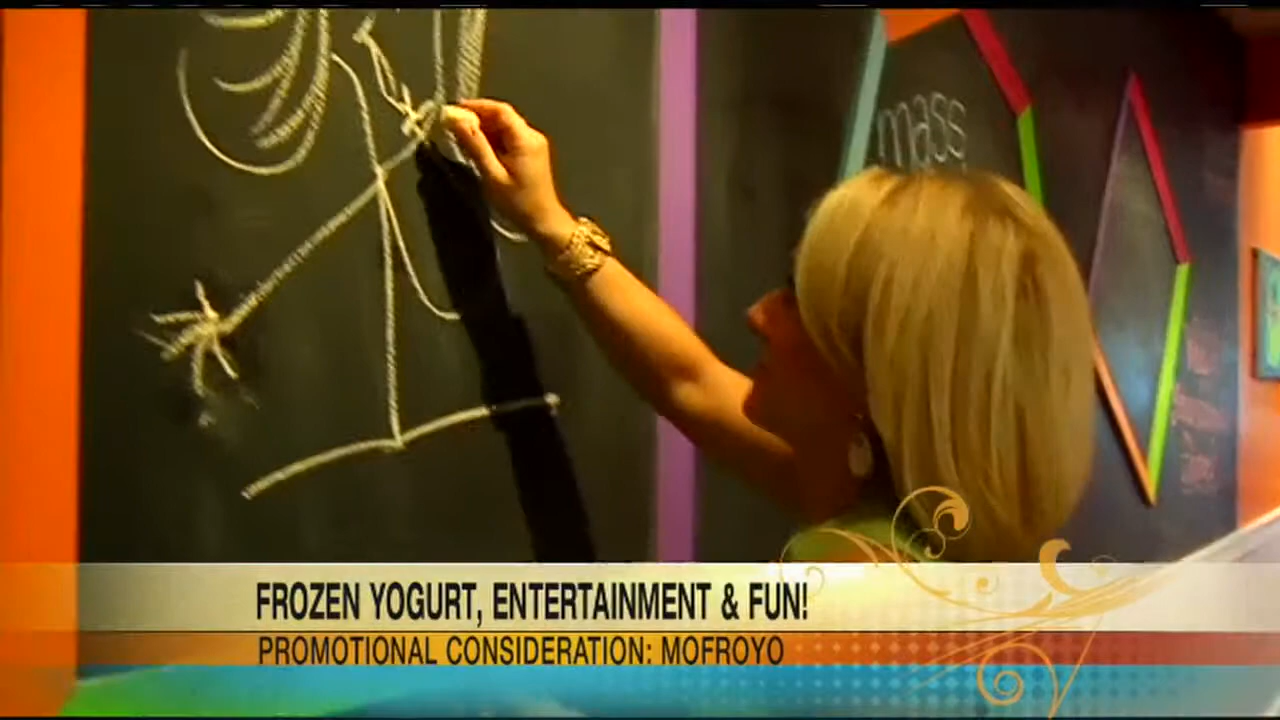 mass
FROZEN YOGURT, ENTERTAINMENT & FUN!
PROMOTIONAL CONSIDERATION: MOFROYO